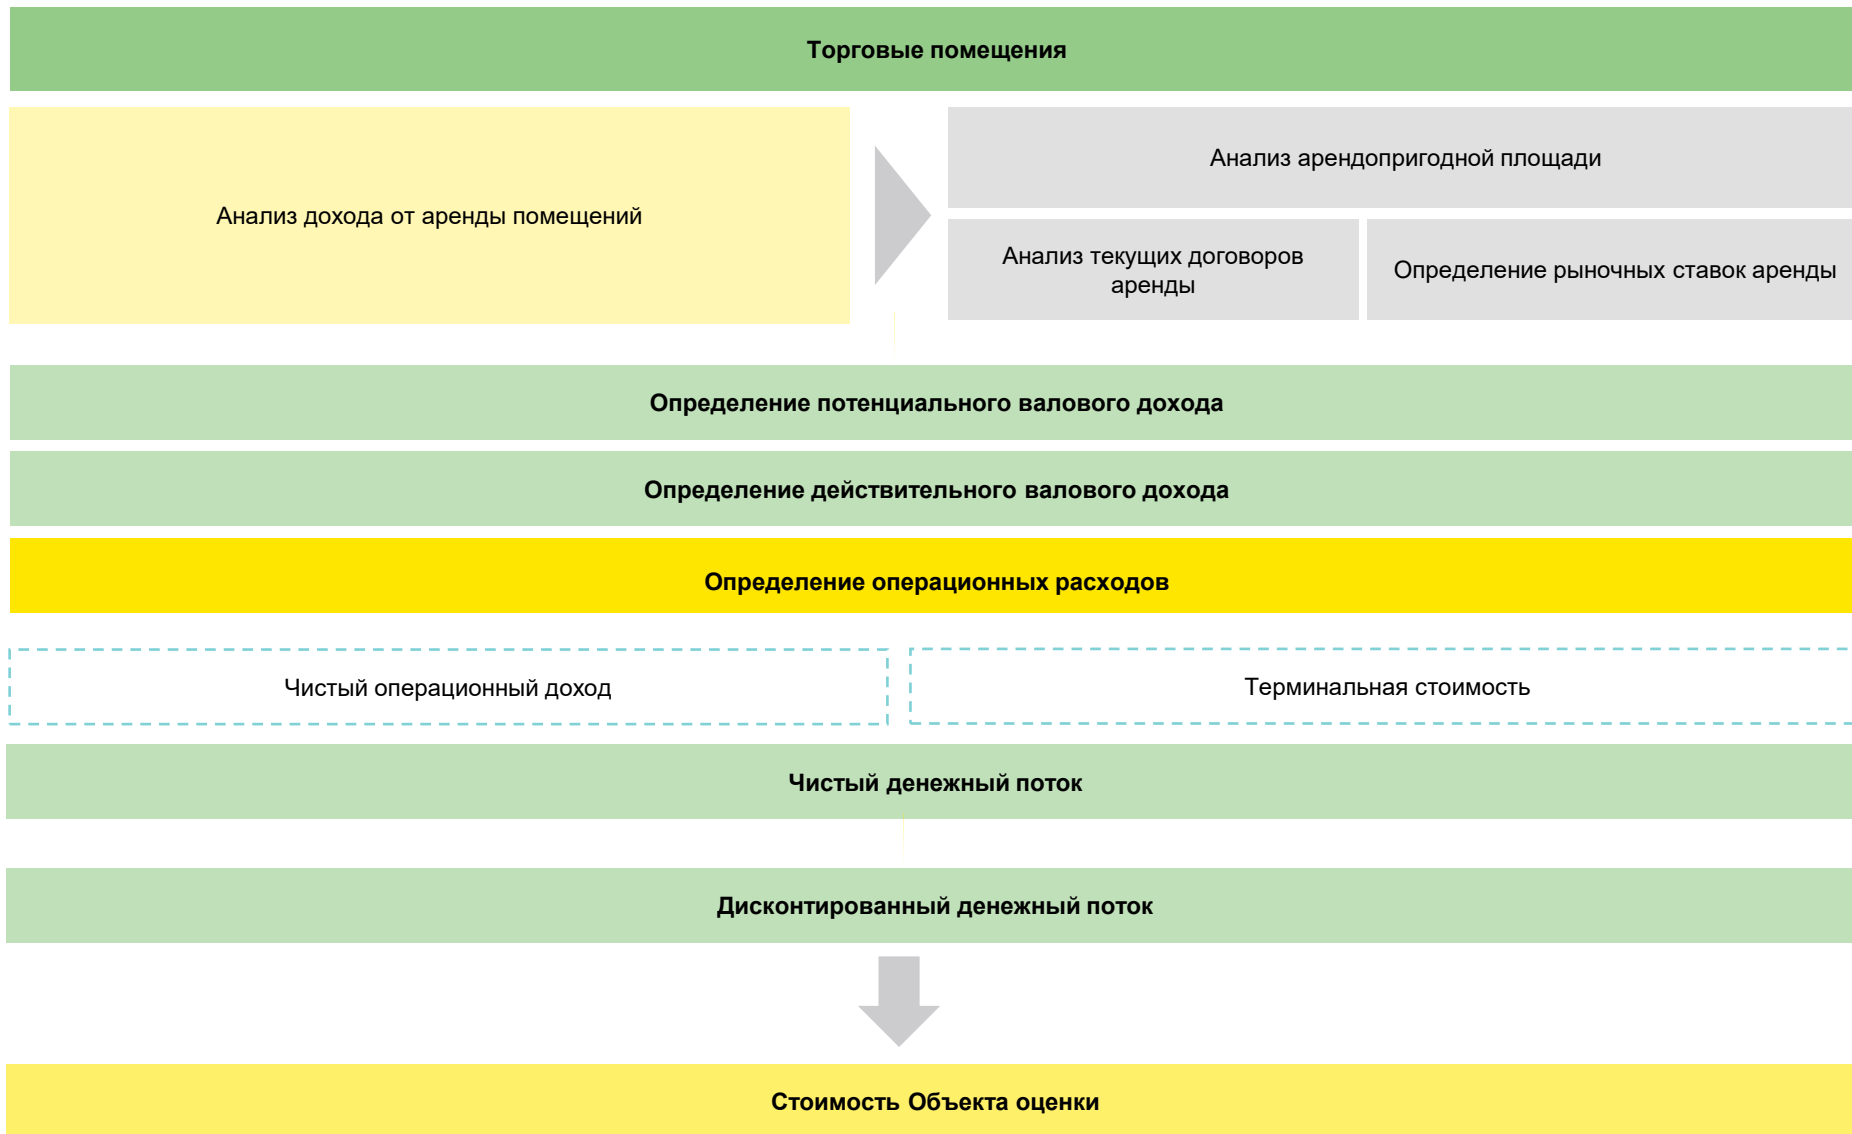 Торговые помещения
Анализ дохода от аренды помещений
Анализ арендопригодной площади
Анализ текущих договоров
аренды
Определение рыночных ставок аренды
Определение потенциального валового дохода
Определение действительного валового дохода
Определение операционных расходов
Чистый операционный доход
Терминальная стоимость
Чистый денежный поток
Дисконтированный денежный поток
Стоимость Объекта оценки